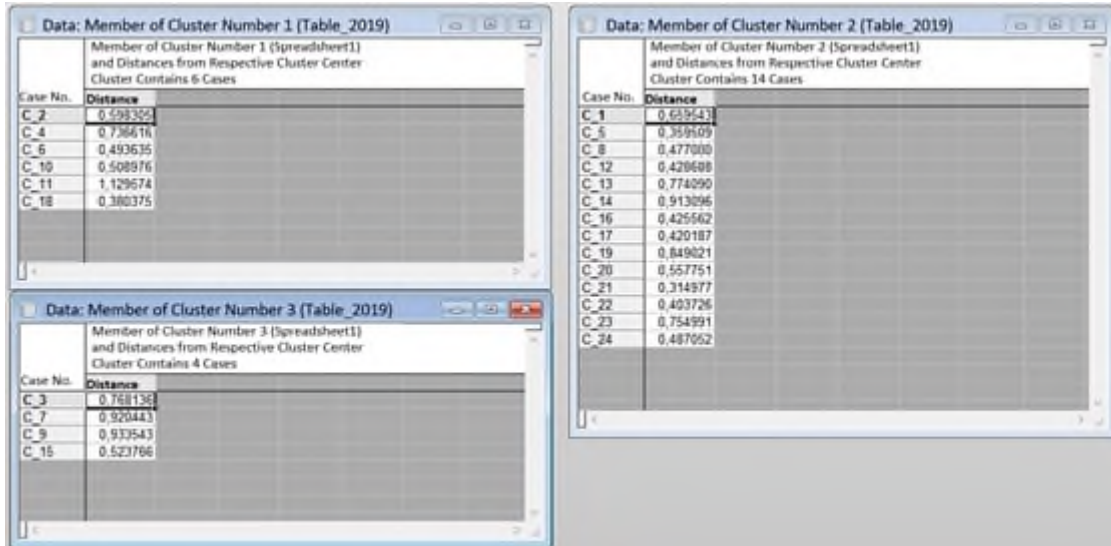 Data: Member of Cluster Number 1 (Table_2019)
Member of Cluster Number 1 (Spreadsheet1)
and Distances from Respective Cluster Center
Cluster Contains 6 Cases
Case No. Distance
C_2 0,598305
C_4 0,736616
C_6 0,493635
C_10 0,508976
C_11 1,129574
C_18 0,380375
Data: Member of Cluster Number 3 (Table_2019)
Member of Cluster Number 3 (Spreadsheet1)
and Distances from Respective Cluster Center
Cluster Contains 4 Cases
Case No. Distance
C_3 0,768136
C_7 0,920443
C_9 0,933543
C_15 0,523766
Data: Member of Cluster Number 2 (Table_2019)
Member of Cluster Number 2 (Spreadsheet1)
and Distances from Respective Cluster Center
Cluster Contains 14 Cases
Case No. Distance
C_1 0,659543
C_5 0,359509
C_8 0,477080
C_12 0,428608
C_13 0,774090
C_14 0,913096
C_16 0,425562
C_17 0,420187
C_19 0,849021
C_20 0,557751
C_21 0,314977
C_22 0,403726
C_23 0,754991
C_24 0,487052